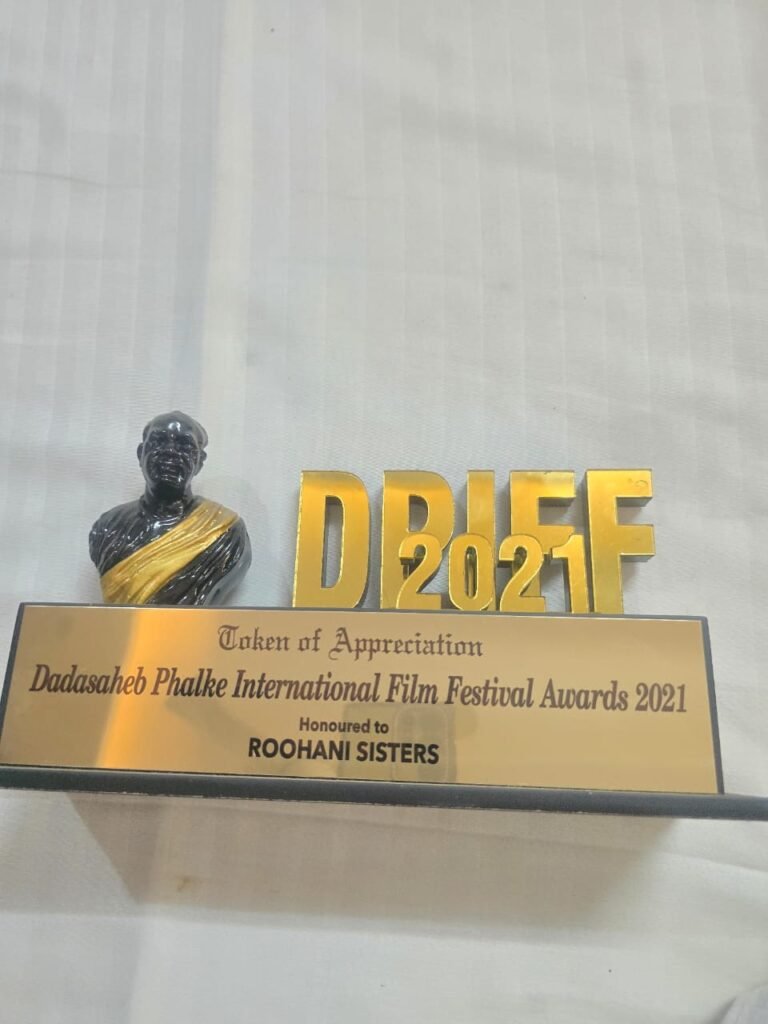 DPIFF
2021
Token of Appreciation
Dadasaheb Phalke International Film Festival Awards 2021
Honoured to
ROOHANI SISTERS